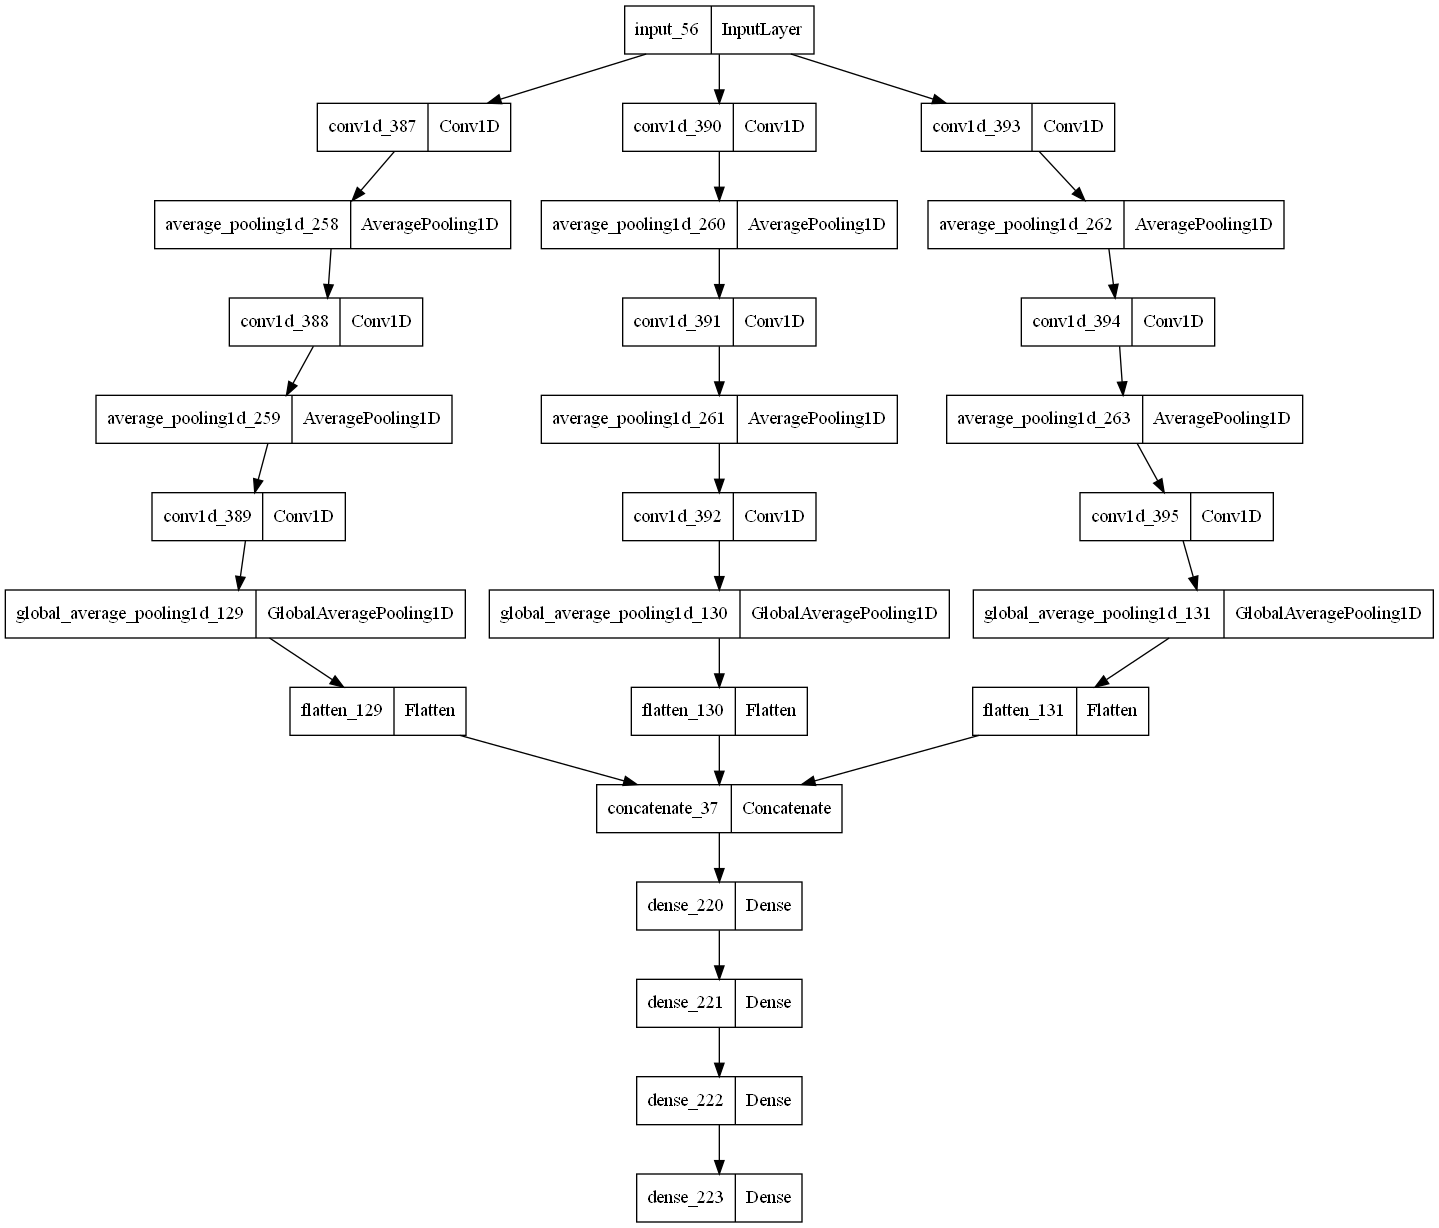 input_56 InputLayer
conv1d_387 Conv1D conv1d_390 Conv1D conv1d_393 Conv1D
average_pooling1d_258 AveragePooling1D average_pooling1d_260 AveragePooling1D average_pooling1d_262 AveragePooling1D
conv1d_388 Conv1D conv1d_391 Conv1D conv1d_394 Conv1D
average_pooling1d_259 AveragePooling1D average_pooling1d_261 AveragePooling1D average_pooling1d_263 AveragePooling1D
conv1d_389 Conv1D conv1d_392 Conv1D conv1d_395 Conv1D
global_average_pooling1d_129 GlobalAveragePooling1D global_average_pooling1d_130 GlobalAveragePooling1D global_average_pooling1d_131 GlobalAveragePooling1D
flatten_129 Flatten flatten_130 Flatten flatten_131 Flatten
concatenate_37 Concatenate
dense_220 Dense
dense_221 Dense
dense_222 Dense
dense_223 Dense